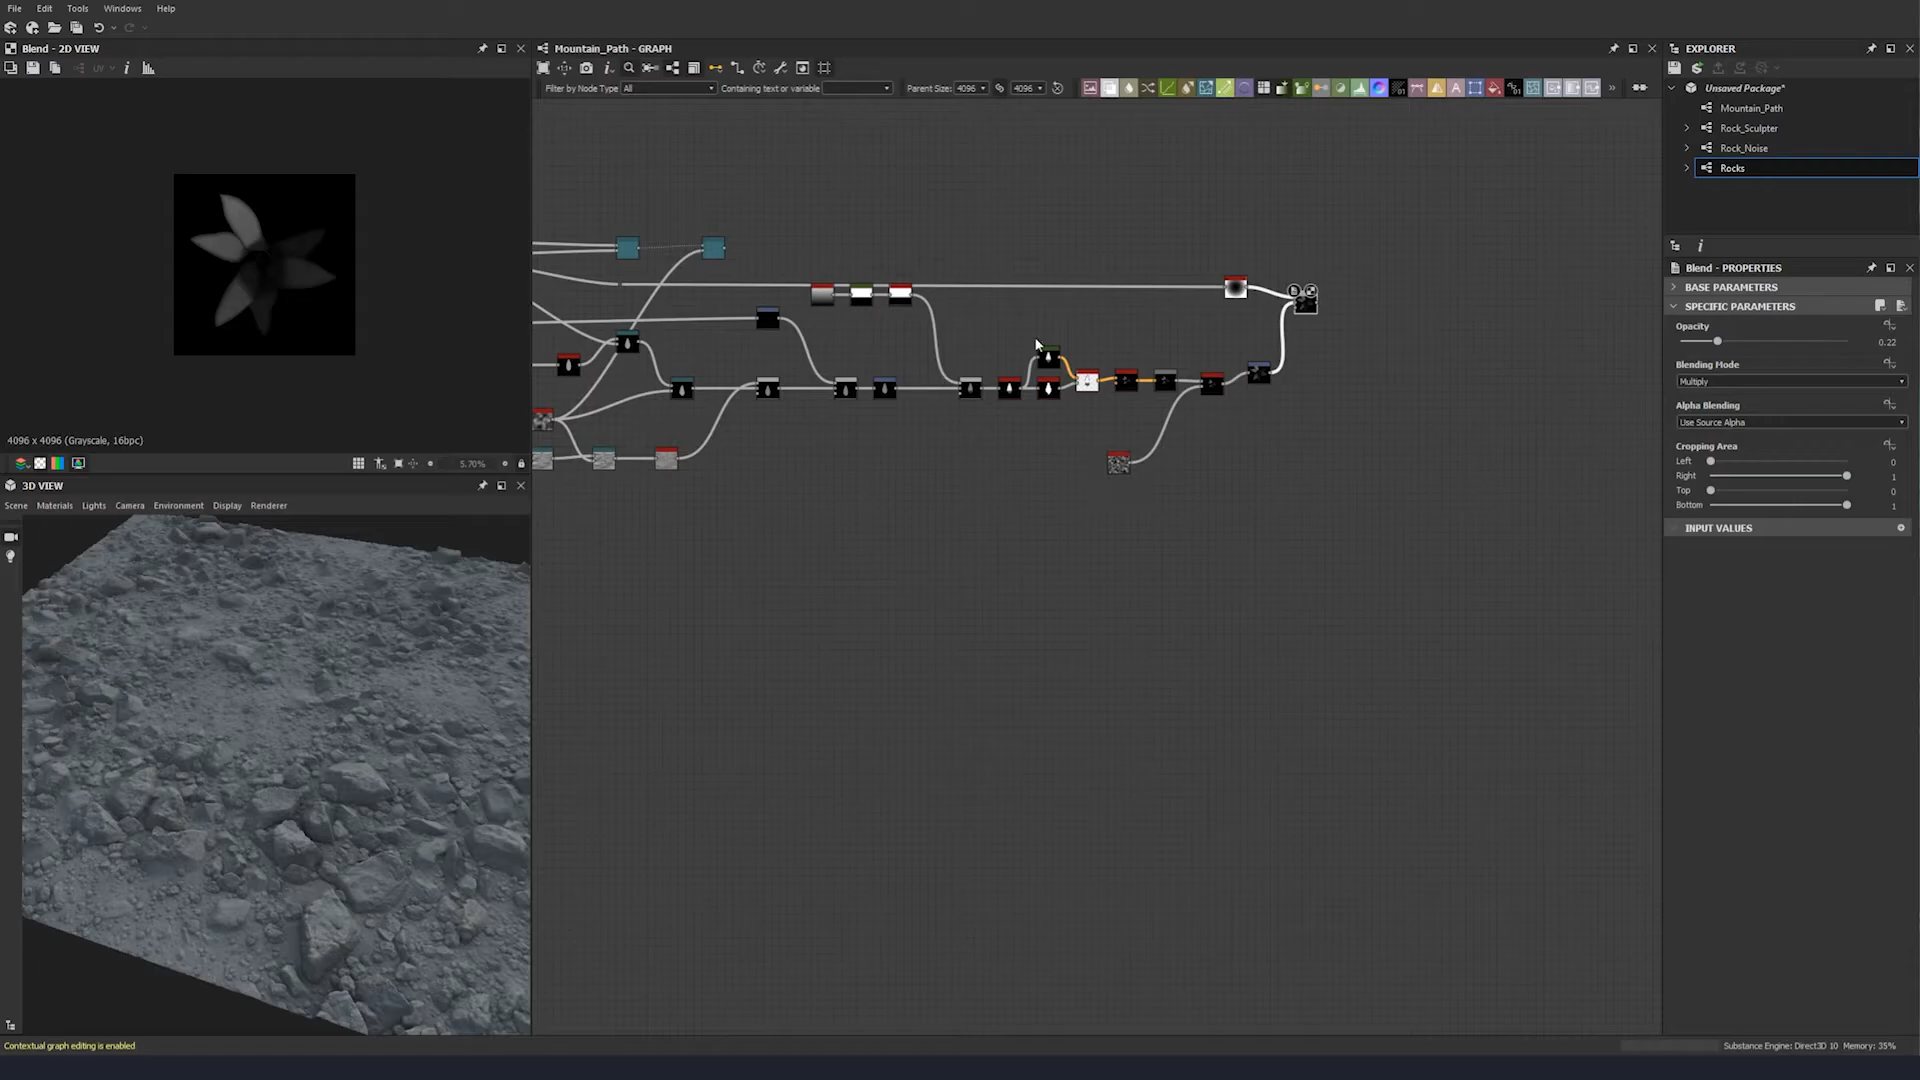 File Edit Tools Windows Help
Blend - 2D VIEW
UV
4096 x 4096 (Grayscale, 16bpc)
5.70%
3D VIEW
Scene Materials Lights Camera Environment Display Renderer
Contextual graph editing is enabled
Mountain_Path - GRAPH
Filter by Node Type All Containing text or variable Parent Size: 4096 4096
EXPLORER
Unsaved Package*
Mountain_Path
Rock_Sculpter
Rock_Noise
Rocks
Blend - PROPERTIES
BASE PARAMETERS
SPECIFIC PARAMETERS
Opacity
0.22
Blending Mode
Multiply
Alpha Blending
Use Source Alpha
Cropping Area
Left 0
Right 1
Top 0
Bottom 1
INPUT VALUES
Substance Engine: Direct3D 10 Memory: 35%